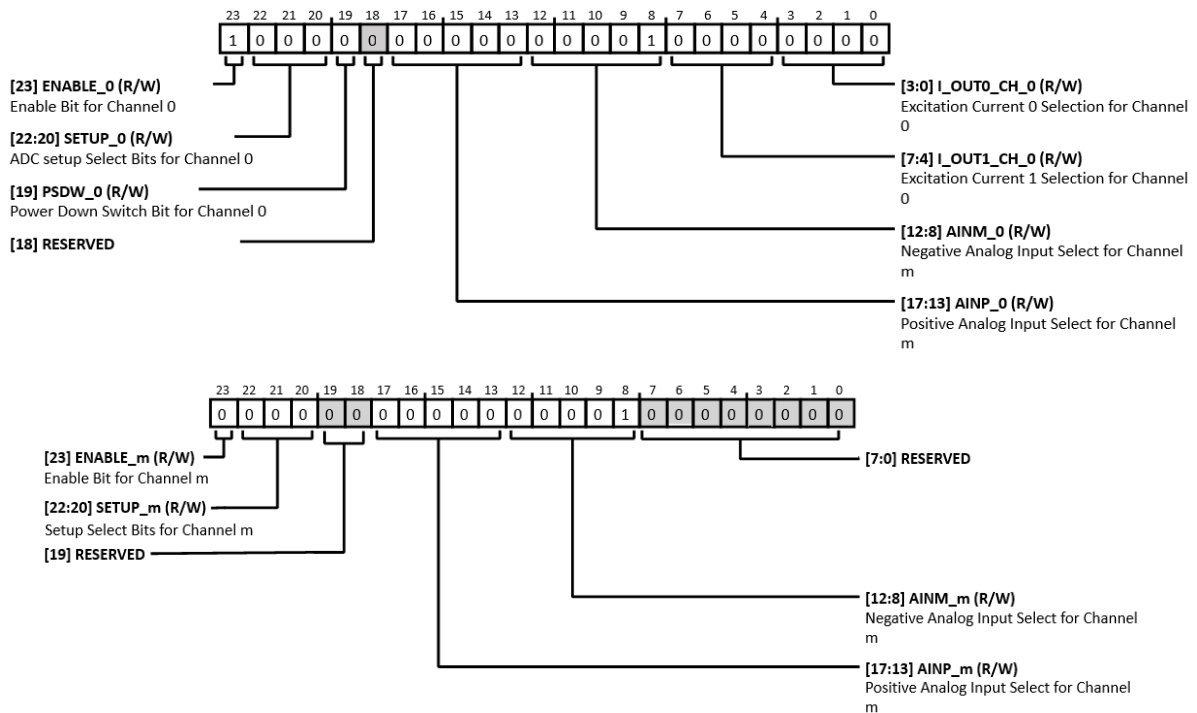 23 22 21 20 19 18 17 16 15 14 13 12 11 10 9 8 7 6 5 4 3 2 1 0
1 0 0 0 0 0 0 0 0 0 0 0 0 0 0 1 0 0 0 0 0 0 0 0
[23] ENABLE_0 (R/W)
Enable Bit for Channel 0
[22:20] SETUP_0 (R/W)
ADC setup Select Bits for Channel 0
[19] PSDW_0 (R/W)
Power Down Switch Bit for Channel 0
[18] RESERVED
[3:0] I_OUT0_CH_0 (R/W)
Excitation Current 0 Selection for Channel
0
[7:4] I_OUT1_CH_0 (R/W)
Excitation Current 1 Selection for Channel
0
[12:8] AINM_0 (R/W)
Negative Analog Input Select for Channel
m
[17:13] AINP_0 (R/W)
Positive Analog Input Select for Channel
m
23 22 21 20 19 18 17 16 15 14 13 12 11 10 9 8 7 6 5 4 3 2 1 0
0 0 0 0 0 0 0 0 0 0 0 0 0 0 0 1 0 0 0 0 0 0 0 0
[23] ENABLE_m (R/W)
Enable Bit for Channel m
[22:20] SETUP_m (R/W)
Setup Select Bits for Channel m
[19] RESERVED
[7:0] RESERVED
[12:8] AINM_m (R/W)
Negative Analog Input Select for Channel
m
[17:13] AINP_m (R/W)
Positive Analog Input Select for Channel
m